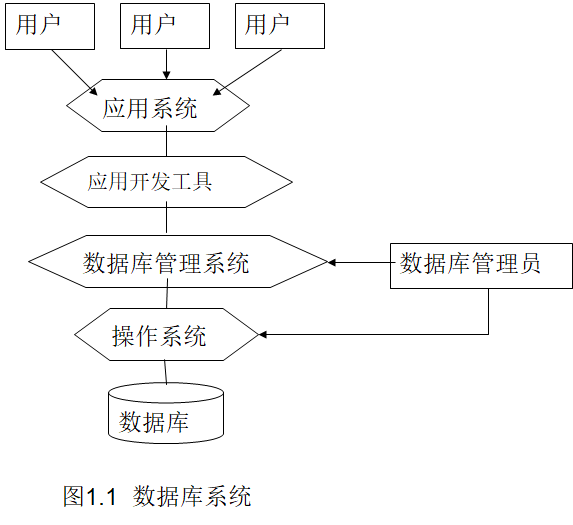 用户
用户
用户
应用系统
应用开发工具
数据库管理系统
数据库管理员
操作系统
数据库
图1.1 数据库系统